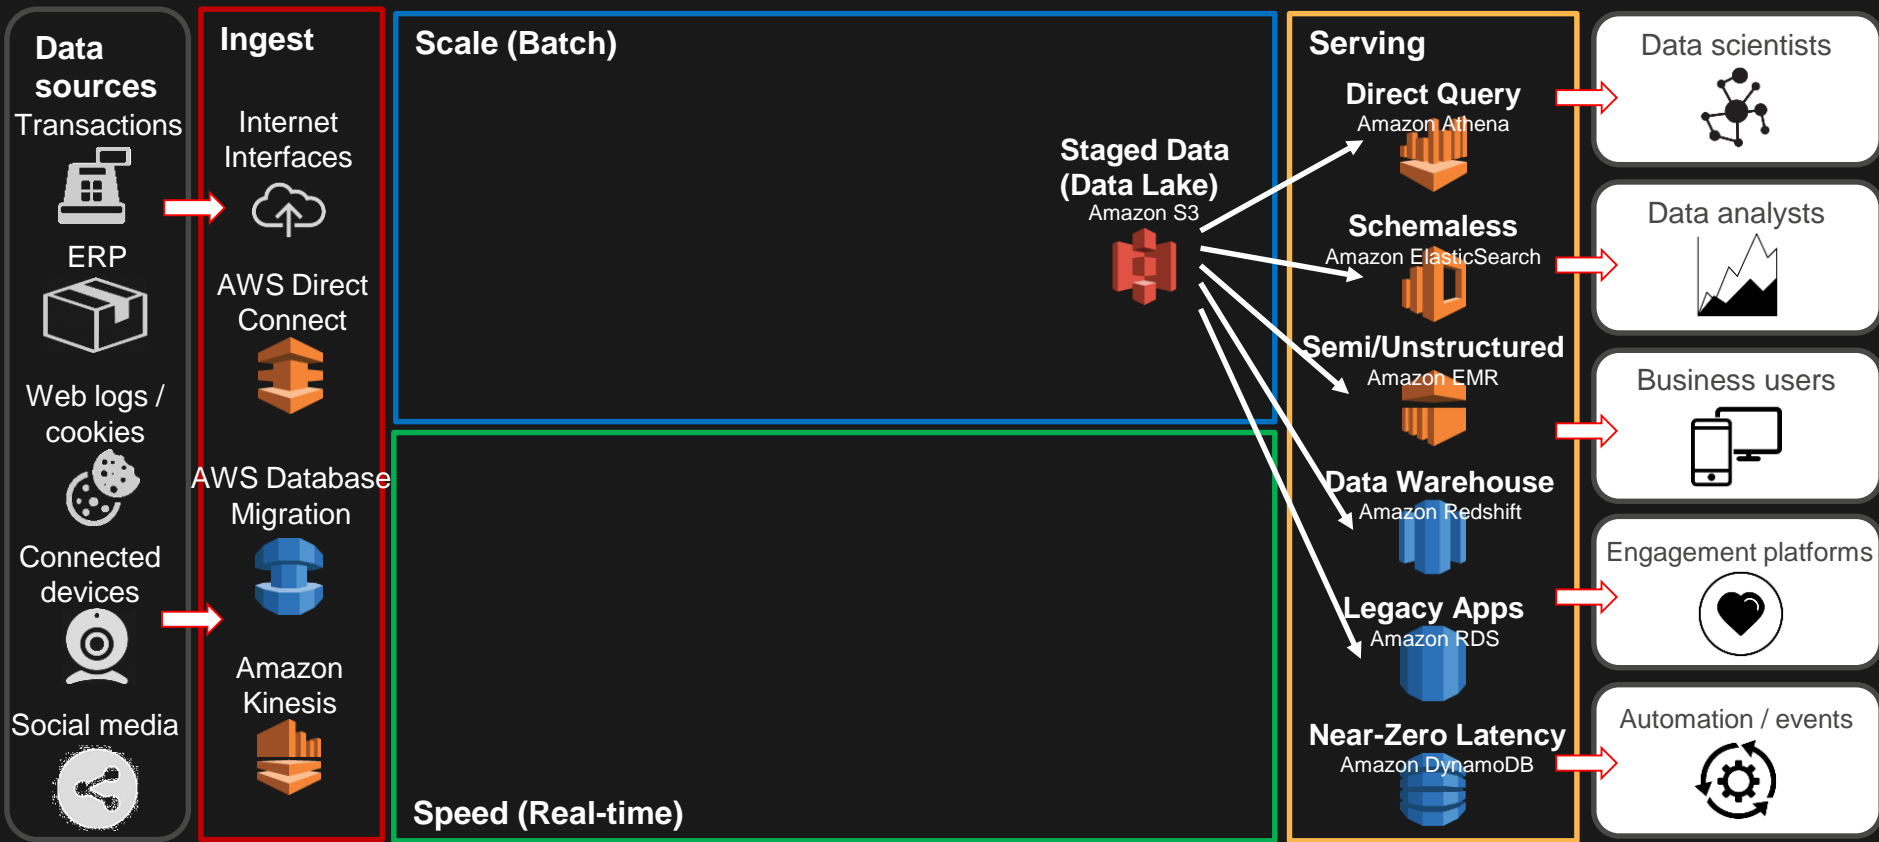 Data
sources
Transactions
ERP
Web logs /
cookies
Connected
devices
Social media
Ingest
Internet
Interfaces
AWS Direct
Connect
AWS Database
Migration
Amazon
Kinesis
Scale (Batch)
Staged Data
(Data Lake)
Amazon S3
Speed (Real-time)
Serving
Direct Query
Amazon Athena
Schemaless
Amazon ElasticSearch
Semi/Unstructured
Amazon EMR
Data Warehouse
Amazon Redshift
Legacy Apps
Amazon RDS
Near-Zero Latency
Amazon DynamoDB
Data scientists
Data analysts
Business users
Engagement platforms
Automation / events